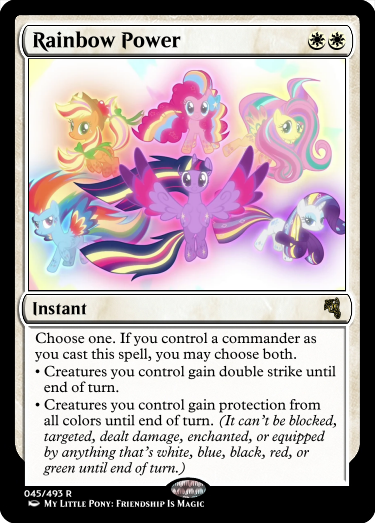 Rainbow Power
Instant
Choose one. If you control a commander as
you cast this spell, you may choose both.
• Creatures you control gain double strike until
end of turn.
• Creatures you control gain protection from
all colors until end of turn. (It can't be blocked,
targeted, dealt damage, enchanted, or equipped
by anything that's white, blue, black, red, or
green until end of turn.)
045/493 R
My Little Pony: Friendship Is Magic